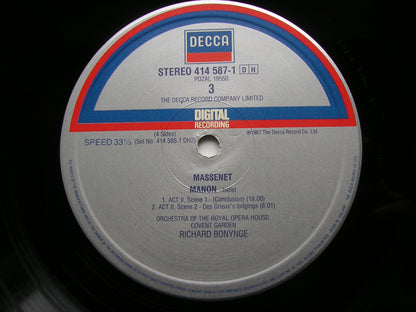 DECCA
STEREO 414 587-1 DH
PDZAL 19550
3
THE DECCA RECORD COMPANY LIMITED
DIGITAL
RECORDING
(4 Sides)
℗1987 The Decca Record Co. Ltd.
SPEED 33⅓ (Set No. 414 585-1 DH2)
MASSENET
MANON - ballet
1. ACT II, Scene 1 - (Conclusion) (19.00)
2. ACT II, Scene 2 - Des Grieux's lodgings (8.01)
ORCHESTRA OF THE ROYAL OPERA HOUSE,
COVENT GARDEN
RICHARD BONYNGE